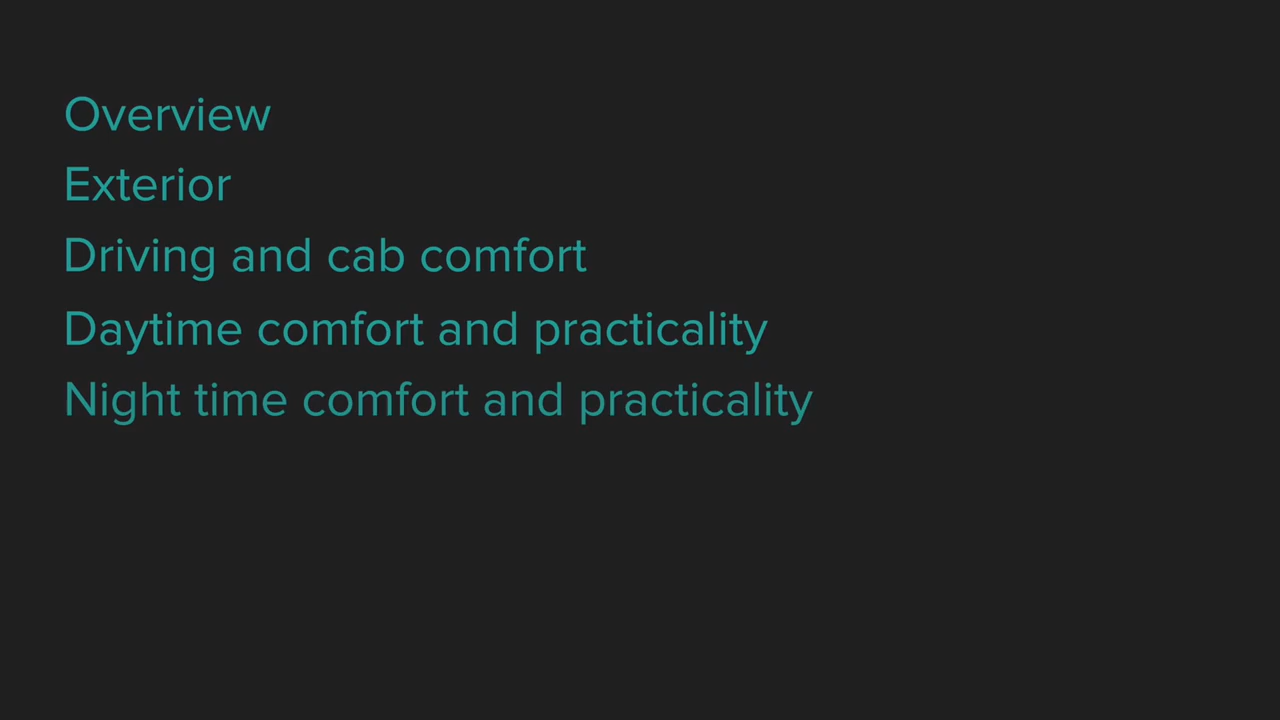 Overview
Exterior
Driving and cab comfort
Daytime comfort and practicality
Night time comfort and practicality